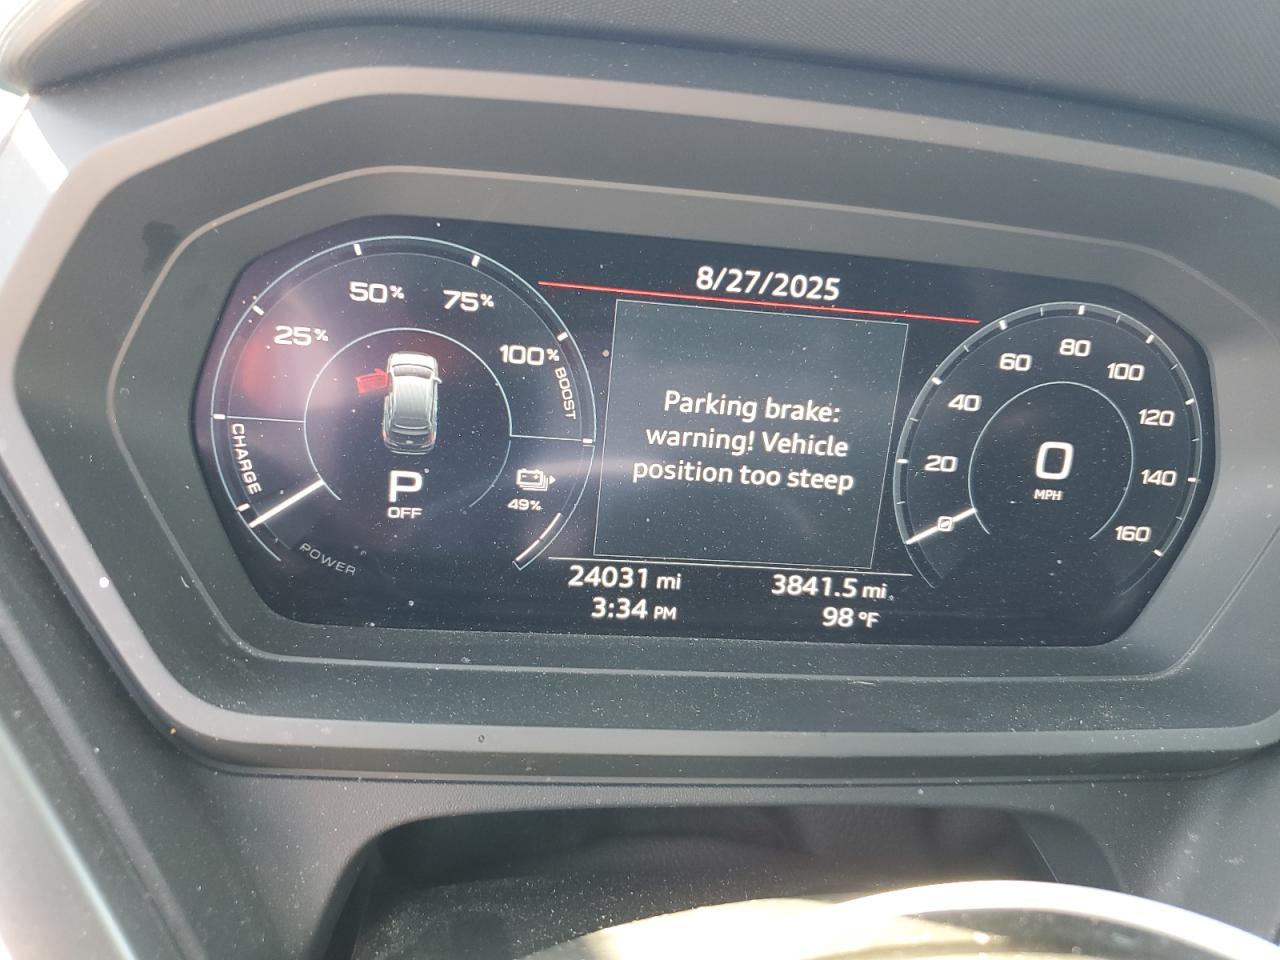 8/27/2025
25%
50%
75%
100%
BOOST
CHARGE
P
OFF
49%
POWER
Parking brake:
warning! Vehicle
position too steep
20
40
60
80
100
120
140
160
0
MPH
24031 mi
3841.5 mi
3:34 PM
98 °F